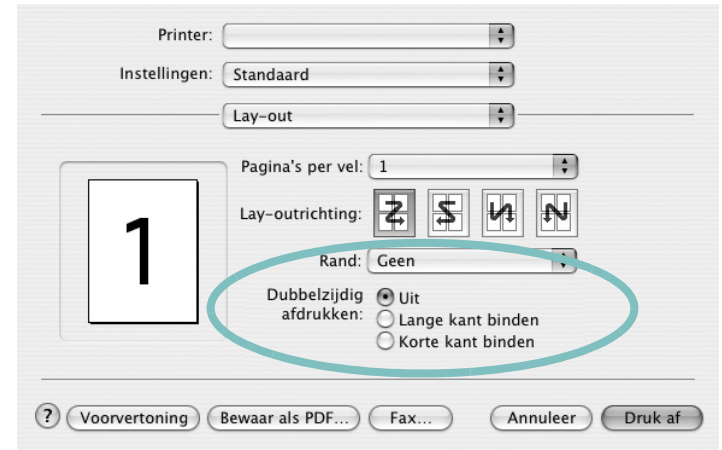 Printer:
Instellingen: Standaard
Lay-out
Pagina's per vel: 1
Lay-outrichting:
1
Rand: Geen
Dubbelzijdig afdrukken: Uit
Lange kant binden
Korte kant binden
? Voorvertoning Bewaar als PDF... Fax... Annuleer Druk af